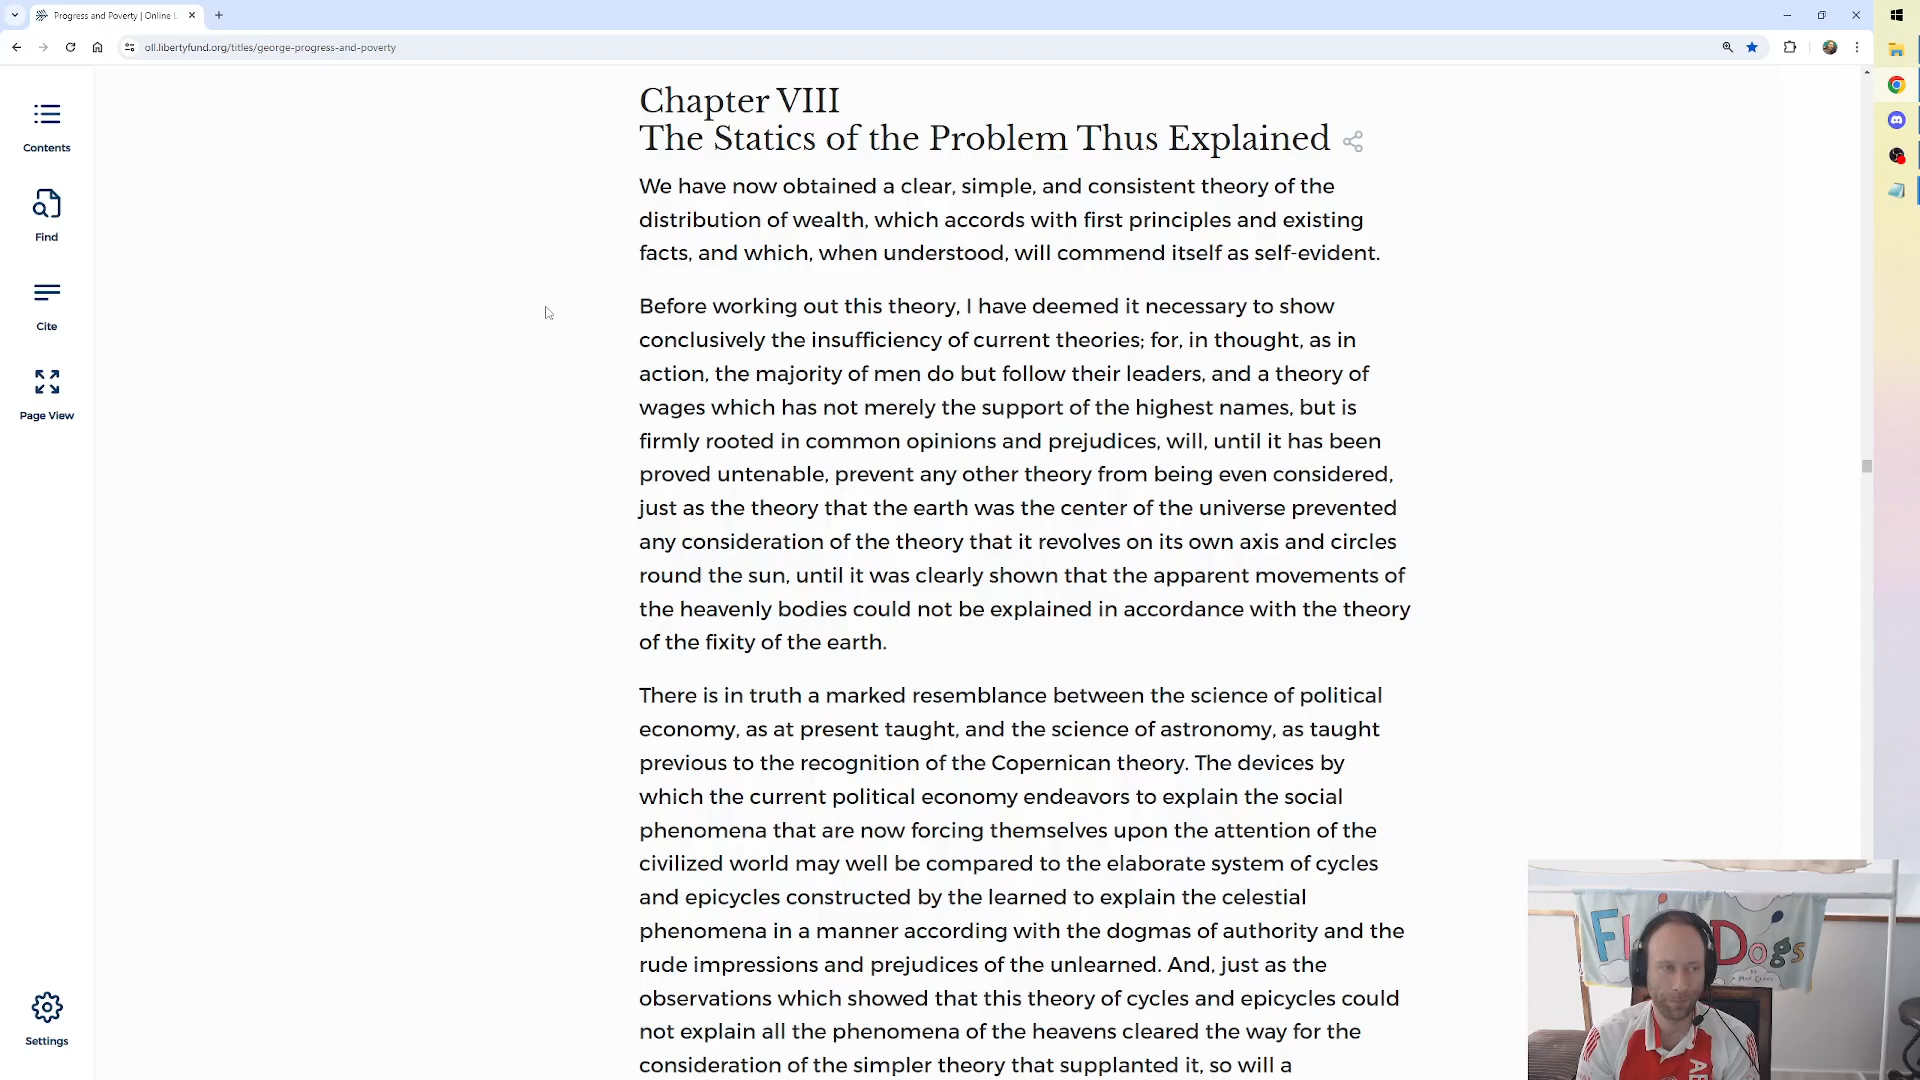 Progress and Poverty | Online L
oll.libertyfund.org/titles/george-progress-and-poverty
Contents
Find
Cite
Page View
Settings
Chapter VIII
The Statics of the Problem Thus Explained
We have now obtained a clear, simple, and consistent theory of the
distribution of wealth, which accords with first principles and existing
facts, and which, when understood, will commend itself as self-evident.
Before working out this theory, I have deemed it necessary to show
conclusively the insufficiency of current theories; for, in thought, as in
action, the majority of men do but follow their leaders, and a theory of
wages which has not merely the support of the highest names, but is
firmly rooted in common opinions and prejudices, will, until it has been
proved untenable, prevent any other theory from being even considered,
just as the theory that the earth was the center of the universe prevented
any consideration of the theory that it revolves on its own axis and circles
round the sun, until it was clearly shown that the apparent movements of
the heavenly bodies could not be explained in accordance with the theory
of the fixity of the earth.
There is in truth a marked resemblance between the science of political
economy, as at present taught, and the science of astronomy, as taught
previous to the recognition of the Copernican theory. The devices by
which the current political economy endeavors to explain the social
phenomena that are now forcing themselves upon the attention of the
civilized world may well be compared to the elaborate system of cycles
and epicycles constructed by the learned to explain the celestial
phenomena in a manner according with the dogmas of authority and the
rude impressions and prejudices of the unlearned. And, just as the
observations which showed that this theory of cycles and epicycles could
not explain all the phenomena of the heavens cleared the way for the
consideration of the simpler theory that supplanted it, so will a
Dogs